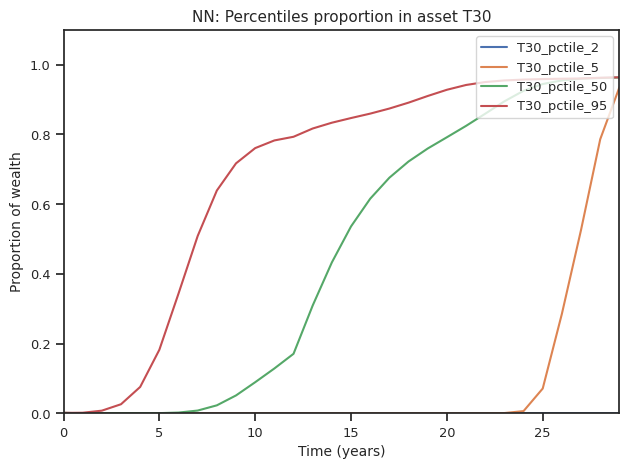 NN: Percentiles proportion in asset T30
T30_pctile_2
T30_pctile_5
T30_pctile_50
T30_pctile_95
Proportion of wealth
1.0
0.8
0.6
0.4
0.2
0.0
0
5
10
15
20
25
Time (years)